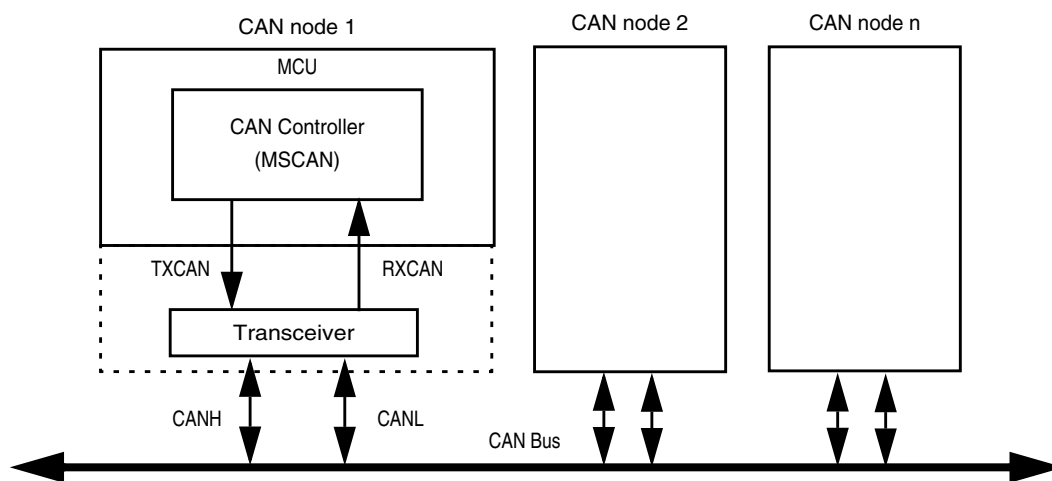 CAN node 1
CAN node 2
CAN node n
MCU
CAN Controller
(MSCAN)
TXCAN
RXCAN
Transceiver
CANH
CANL
CAN Bus